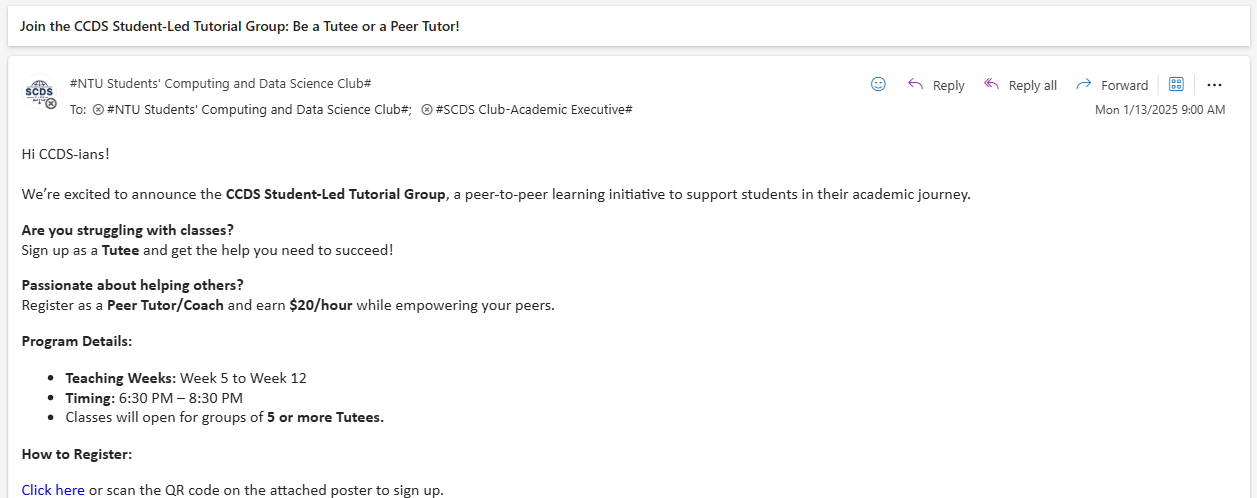 Join the CCDS Student-Led Tutorial Group: Be a Tutee or a Peer Tutor!
#NTU Students' Computing and Data Science Club#
Reply
Reply all
Forward
SCDS
To: #NTU Students' Computing and Data Science Club#; #SCDS Club-Academic Executive#
Mon 1/13/2025 9:00 AM
Hi CCDS-ians!
We’re excited to announce the CCDS Student-Led Tutorial Group, a peer-to-peer learning initiative to support students in their academic journey.
Are you struggling with classes?
Sign up as a Tutee and get the help you need to succeed!
Passionate about helping others?
Register as a Peer Tutor/Coach and earn $20/hour while empowering your peers.
Program Details:
• Teaching Weeks: Week 5 to Week 12
• Timing: 6:30 PM – 8:30 PM
• Classes will open for groups of 5 or more Tutees.
How to Register:
Click here or scan the QR code on the attached poster to sign up.